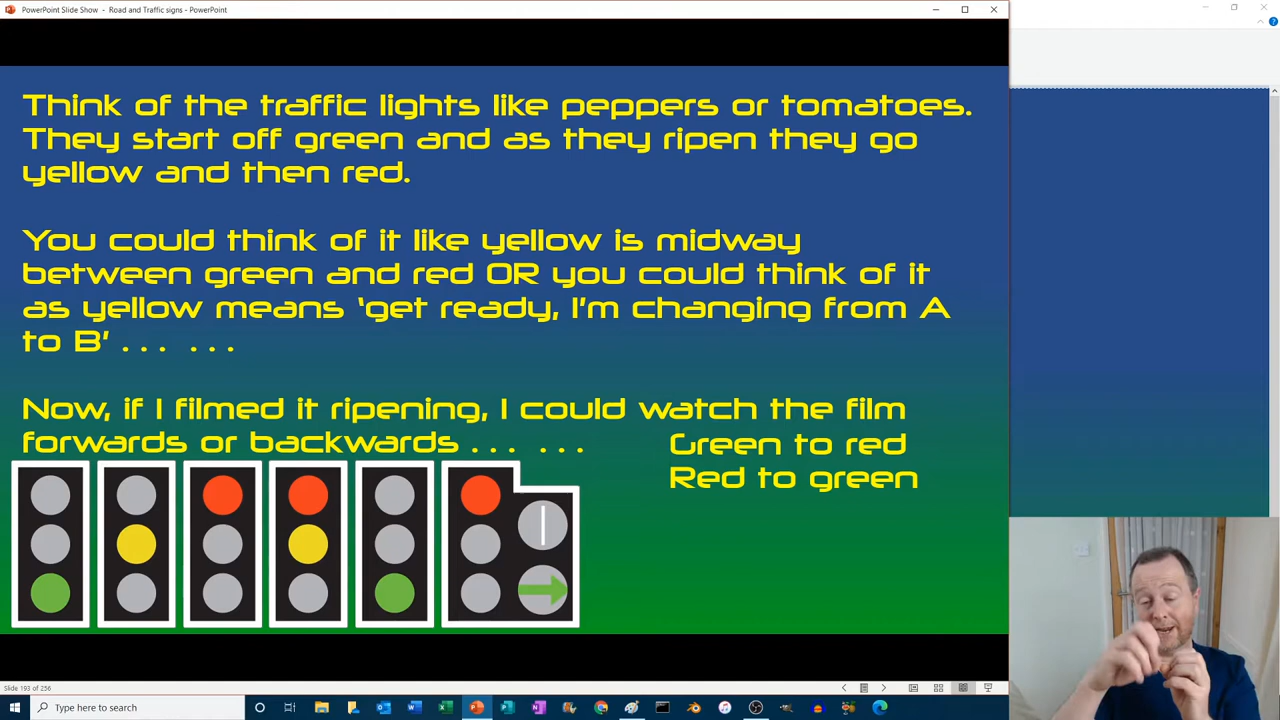 PowerPoint Slide Show - Road and Traffic signs - PowerPoint
Think of the traffic lights like peppers or tomatoes.
They start off green and as they ripen they go
yellow and then red.
You could think of it like yellow is midway
between green and red OR you could think of it
as yellow means ‘get ready, I’m changing from A
to B’ . . . . . .
Now, if I filmed it ripening, I could watch the film
forwards or backwards . . . . . .
Green to red
Red to green
Slide 193 of 256
Type here to search